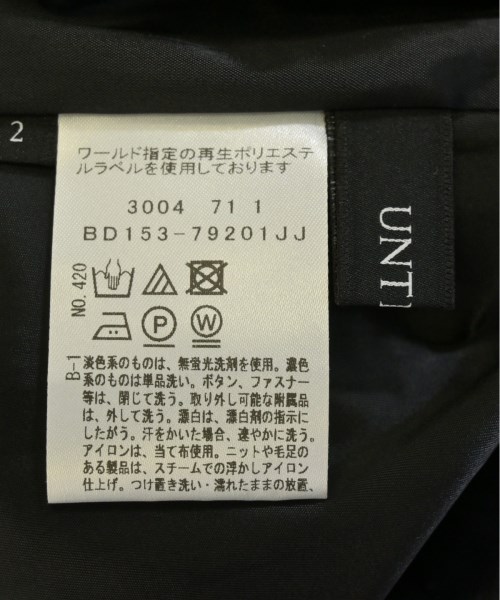 2
ワールド指定の再生ポリエステ
ルラベルを使用しております
3004 71 1
BD153-79201JJ
NO. 420
P
W
B-1
淡色系のものは、無蛍光洗剤を使用。濃色
系のものは単品洗い。ボタン、ファスナー
等は、閉じて洗う。取り外し可能な附属品
は、外して洗う。漂白は、漂白剤の指示に
したがう。汗をかいた場合、速やかに洗う。
アイロンは、当て布使用。ニットや毛足の
ある製品は、スチームでの浮かしアイロン
仕上げ。つけ置き洗い・濡れたままの放置、
UNT